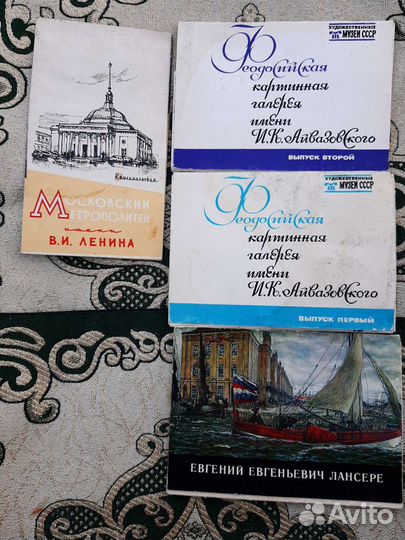 Комсомольская
МОСКОВСКИЙ
МЕТРОПОЛИТЕН
имени
В.И. ЛЕНИНА
ХУДОЖЕСТВЕННЫЕ
МУЗЕИ СССР
Феодосийская
картинная
галерея
имени
И.К. Айвазовского
ВЫПУСК ВТОРОЙ
ХУДОЖЕСТВЕННЫЕ
МУЗЕИ СССР
Феодосийская
картинная
галерея
имени
И.К. Айвазовского
ВЫПУСК ПЕРВЫЙ
ЕВГЕНИЙ ЕВГЕНЬЕВИЧ ЛАНСЕРЕ
Avito